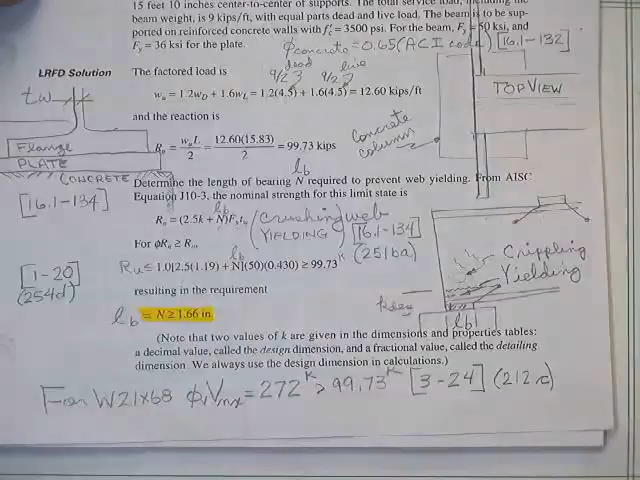 15 feet 10 inches center-to-center of supports. The total service load, including the
beam weight, is 9 kips/ft, with equal parts dead and live load. The beam is to be sup-
ported on reinforced concrete walls with f'c = 3500 psi. For the beam, Fy = 50 ksi, and
Fy = 36 ksi for the plate. ϕconcrete = 0.65 (ACI code) [16.1-132]
dead live
LRFD Solution The factored load is 9/2 9/2
tw
wu = 1.2wD + 1.6wL = 1.2(4.5) + 1.6(4.5) = 12.60 kips/ft
TOP VIEW
and the reaction is
Ru = wuL/2 = 12.60(15.83)/2 = 99.73 kips
Concrete column
Flange
PLATE
CONCRETE
lb
Determine the length of bearing N required to prevent web yielding. From AISC
Equation J10-3, the nominal strength for this limit state is
[16.1-134]
lb
Rn = (2.5k + N)Fytw (Crushing web YIELDING) [16.1-134]
(251ba)
For ϕRn ≥ Ru,
lb
Ru ≤ 1.0[2.5(1.19) + N](50)(0.430) ≥ 99.73 k
[1-20]
(254d)
Crippling
Yielding
kdes
resulting in the requirement
lb = N ≥ 1.66 in.
lb
(Note that two values of k are given in the dimensions and properties tables:
a decimal value, called the design dimension, and a fractional value, called the detailing
dimension. We always use the design dimension in calculations.)
For W21x68 ϕvVnx = 272 k > 99.73 k [3-24] (212c)